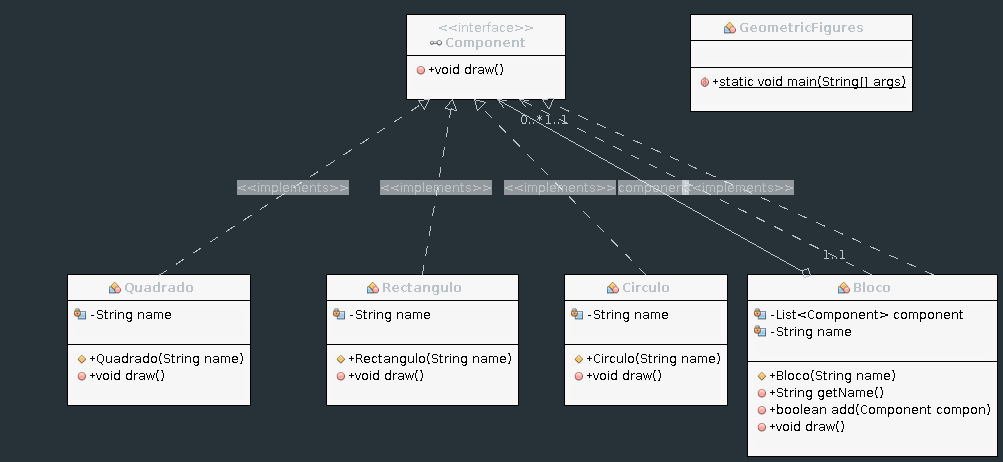 <<interface>>
Component
+void draw()
GeometricFigures
+static void main(String[] args)
0..*1..1
<<implements>>
<<implements>>
<<implements>>
component
<<implements>>
1..1
Quadrado
-String name
+Quadrado(String name)
+void draw()
Rectangulo
-String name
+Rectangulo(String name)
+void draw()
Circulo
-String name
+Circulo(String name)
+void draw()
Bloco
-List<Component> component
-String name
+Bloco(String name)
+String getName()
+boolean add(Component compon)
+void draw()